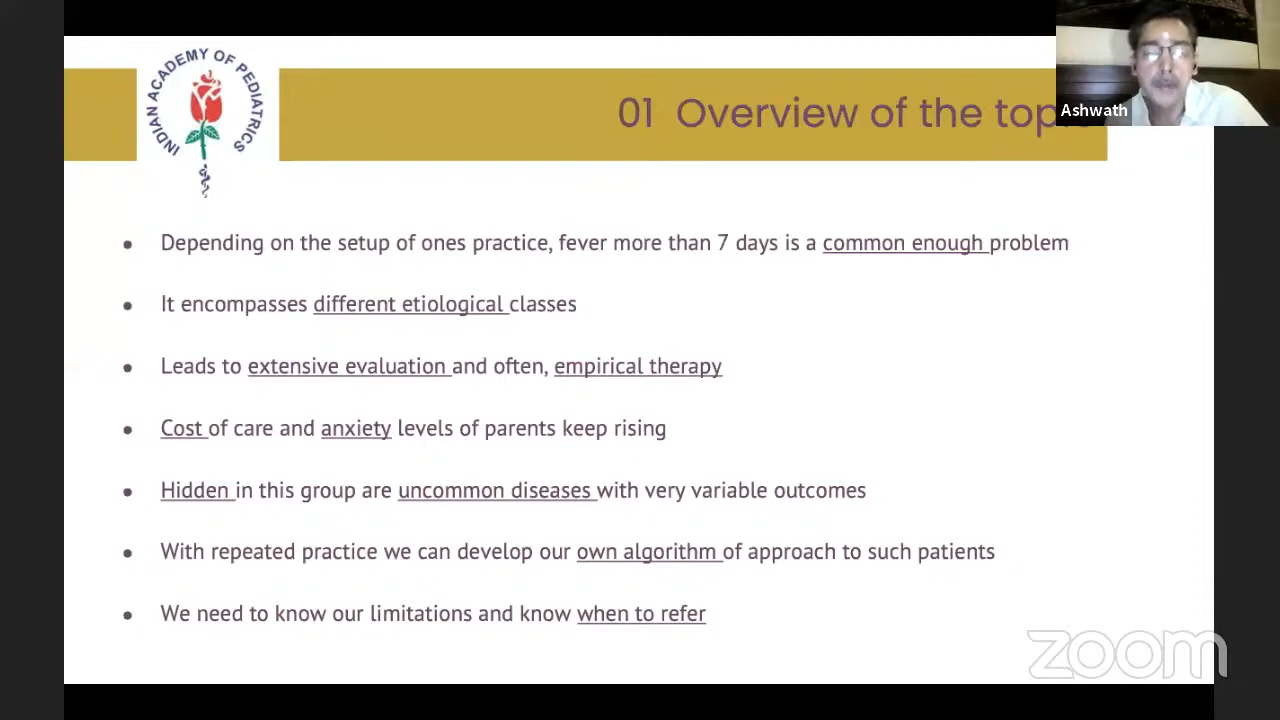 INDIAN ACADEMY OF PEDIATRICS
01 Overview of the
Ashwath
• Depending on the setup of ones practice, fever more than 7 days is a common enough problem
• It encompasses different etiological classes
• Leads to extensive evaluation and often, empirical therapy
• Cost of care and anxiety levels of parents keep rising
• Hidden in this group are uncommon diseases with very variable outcomes
• With repeated practice we can develop our own algorithm of approach to such patients
• We need to know our limitations and know when to refer
zoom